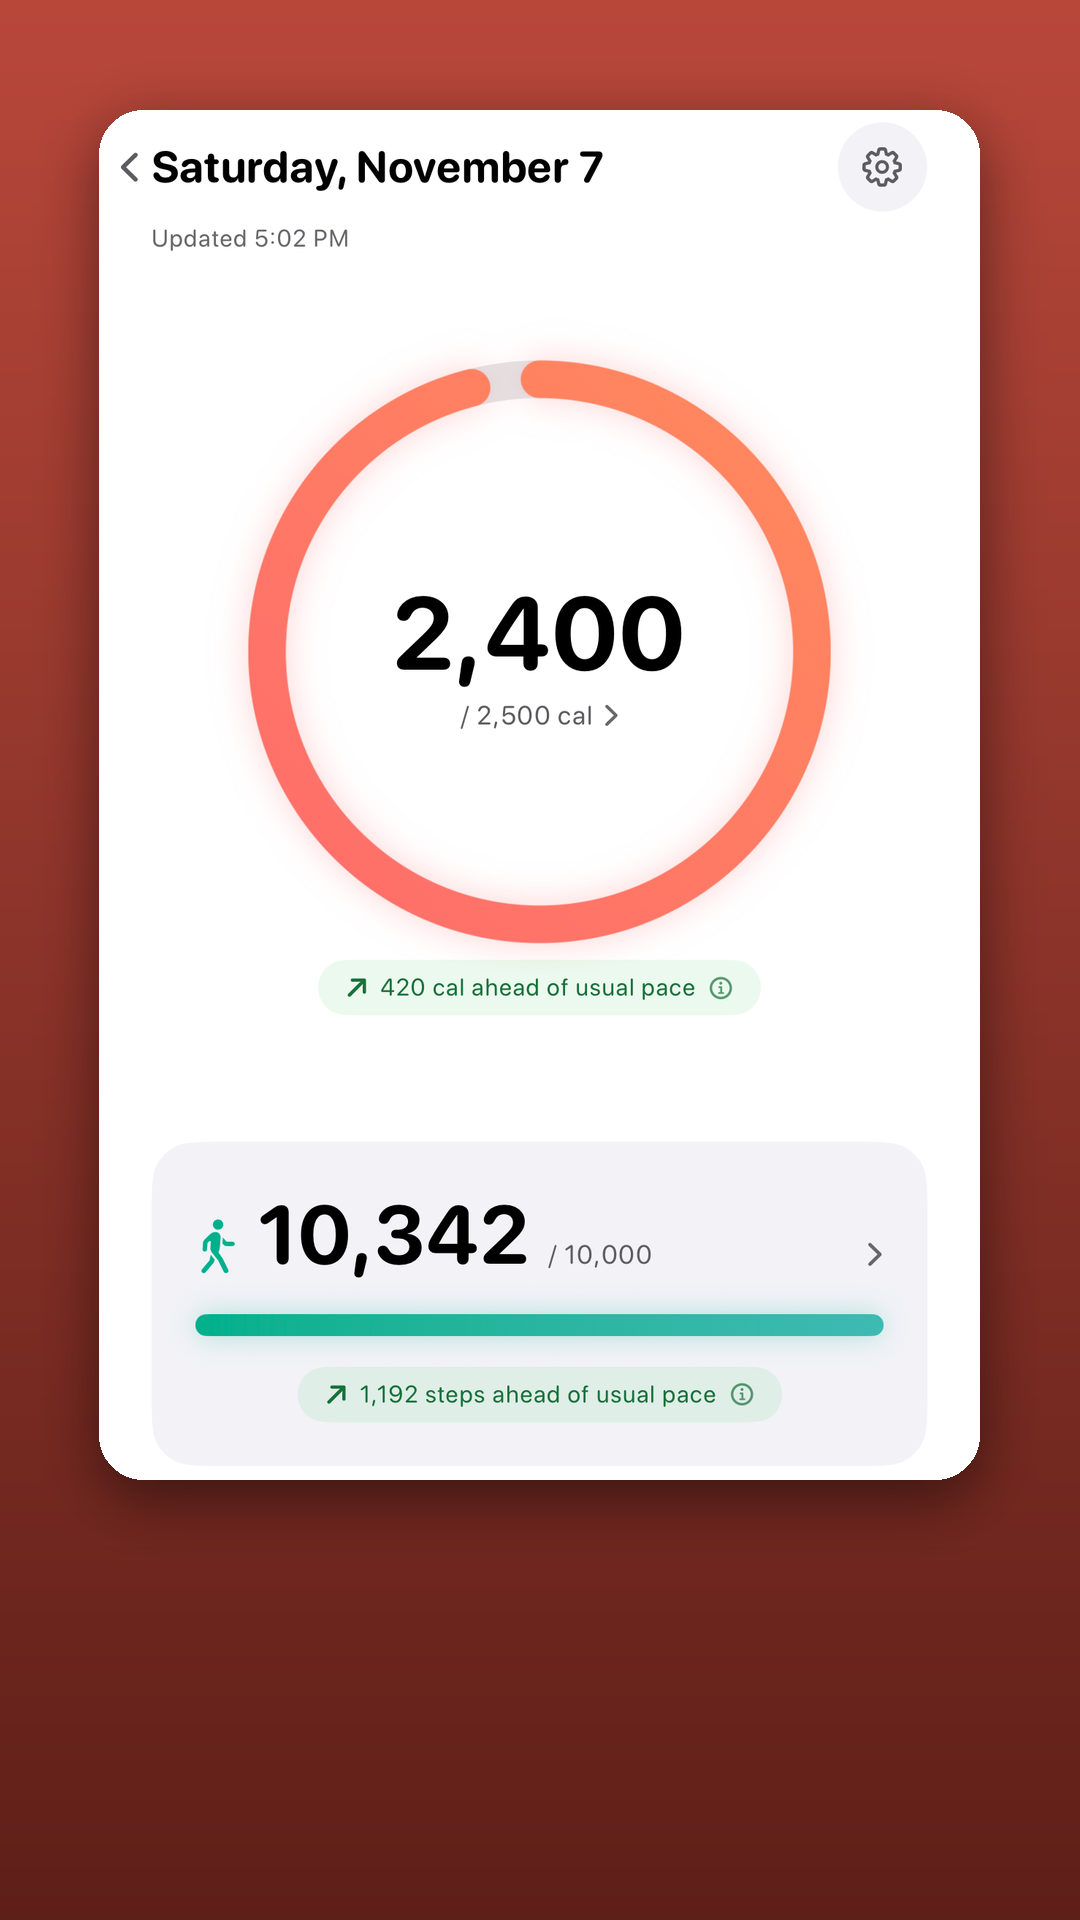 Saturday, November 7
Updated 5:02 PM
2,400
/ 2,500 cal
420 cal ahead of usual pace
10,342 / 10,000
1,192 steps ahead of usual pace